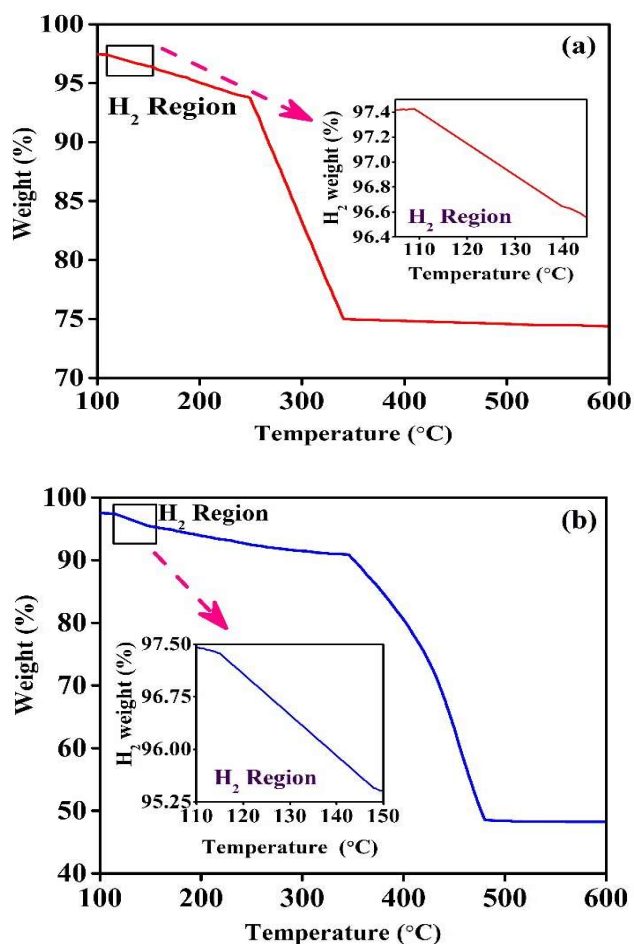 (a)
Weight (%)
100
95
90
85
80
75
70
H₂ Region
H₂ weight (%)
97.4
97.2
97.0
96.8
96.6
96.4
H₂ Region
110 120 130 140
Temperature (°C)
100 200 300 400 500 600
Temperature (°C)
(b)
Weight (%)
100
90
80
70
60
50
40
H₂ Region
H₂ weight (%)
97.50
96.75
96.00
95.25
H₂ Region
110 120 130 140 150
Temperature (°C)
100 200 300 400 500 600
Temperature (°C)